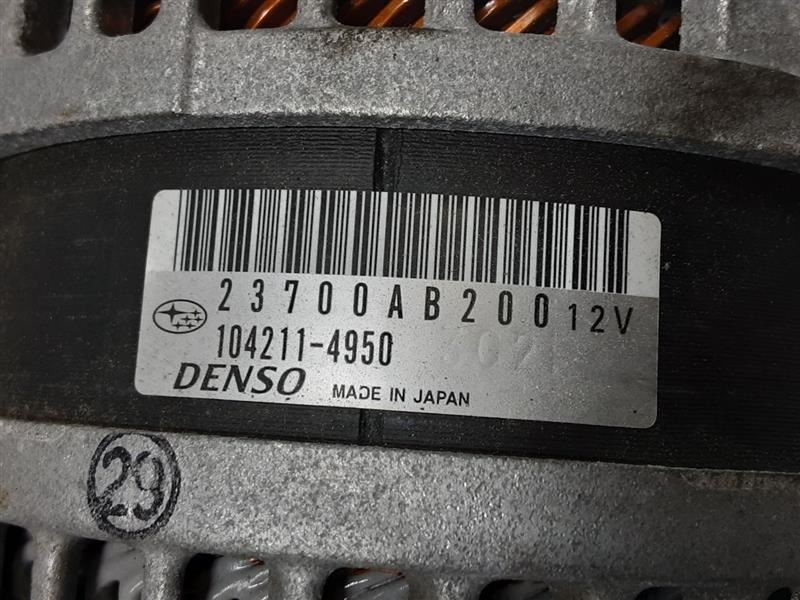 23700AB200 12V
104211-4950
DENSO MADE IN JAPAN
29